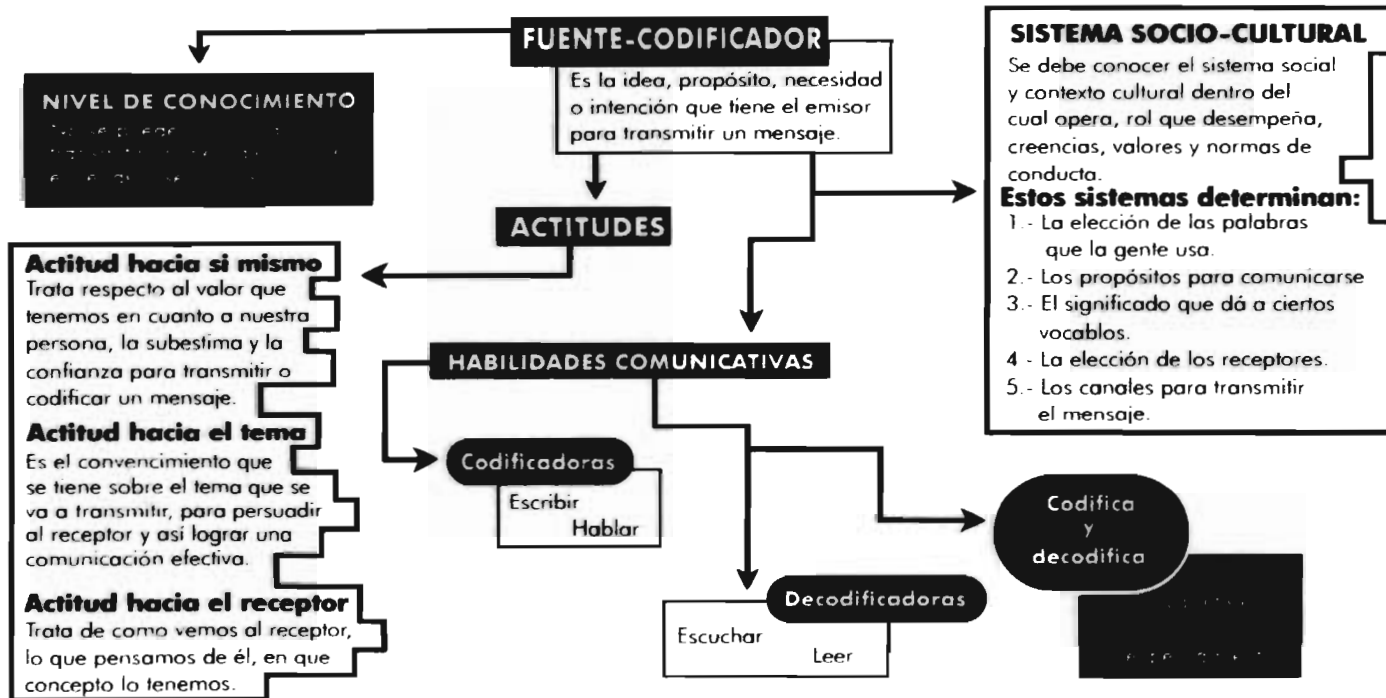 FUENTE-CODIFICADOR
Es la idea, propósito, necesidad
o intención que tiene el emisor
para transmitir un mensaje.
NIVEL DE CONOCIMIENTO
ACTITUDES
Actitud hacia si mismo
Trata respecto al valor que
tenemos en cuanto a nuestra
persona, la subestima y la
confianza para transmitir o
codificar un mensaje.
Actitud hacia el tema
Es el convencimiento que
se tiene sobre el tema que se
va a transmitir, para persuadir
al receptor y así lograr una
comunicación efectiva.
Actitud hacia el receptor
Trata de como vemos al receptor,
lo que pensamos de él, en que
concepto lo tenemos.
HABILIDADES COMUNICATIVAS
Codificadoras
Escribir
Hablar
Decodificadoras
Escuchar
Leer
Codifica
y
decodifica
SISTEMA SOCIO-CULTURAL
Se debe conocer el sistema social
y contexto cultural dentro del
cual opera, rol que desempeña,
creencias, valores y normas de
conducta.
Estos sistemas determinan:
1.- La elección de las palabras
que la gente usa.
2.- Los propósitos para comunicarse
3.- El significado que dá a ciertos
vocablos.
4 - La elección de los receptores.
5.- Los canales para transmitir
el mensaje.